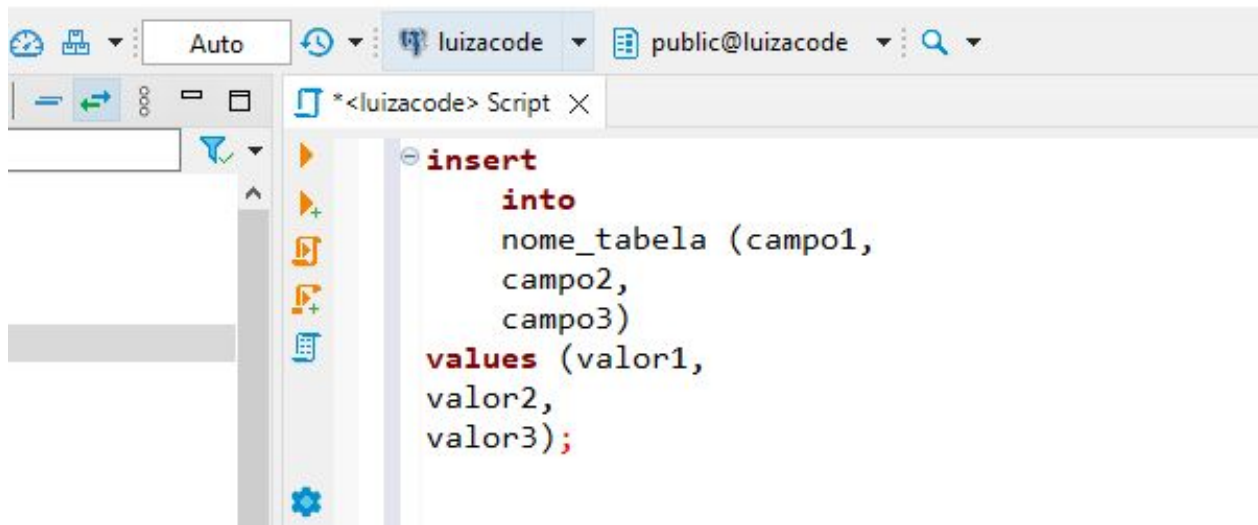 Auto luizacode public@luizacode
*<luizacode> Script
insert
into
nome_tabela (campo1,
campo2,
campo3)
values (valor1,
valor2,
valor3);